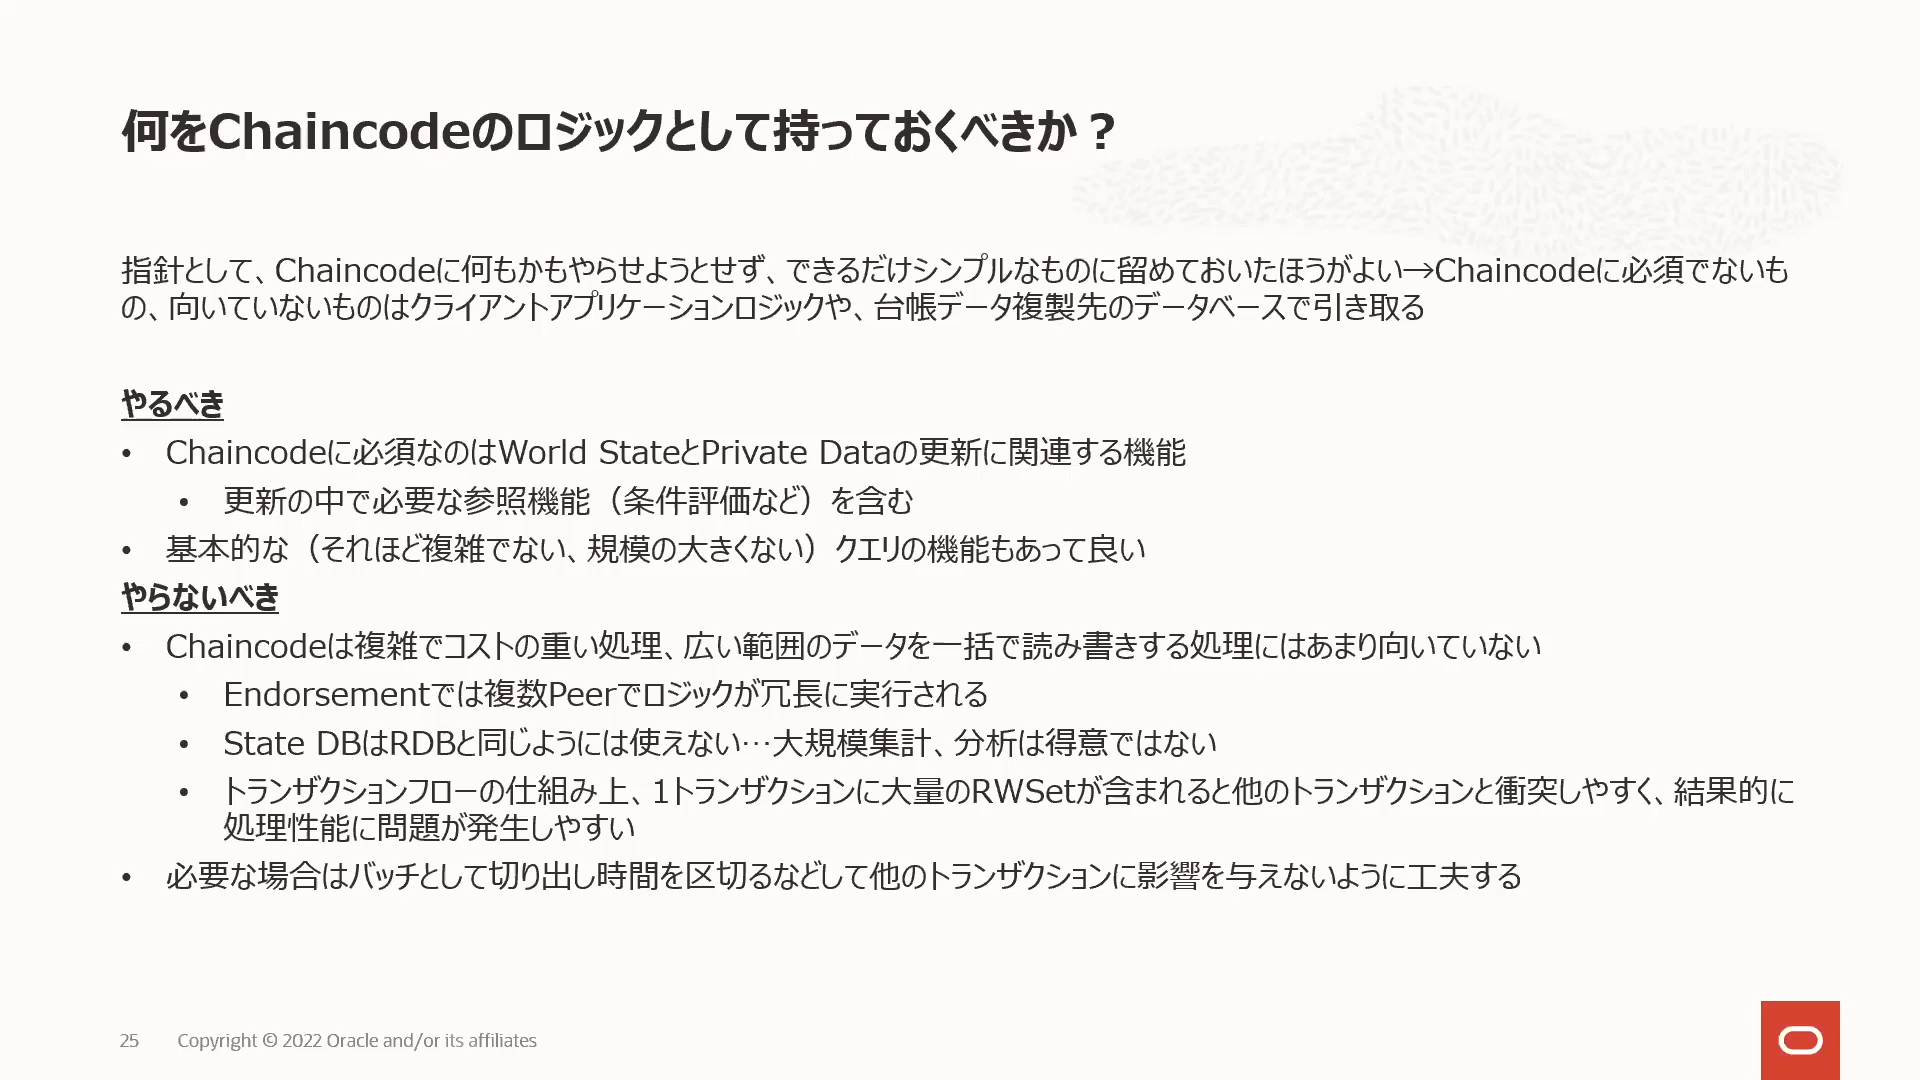 何をChaincodeのロジックとして持っておくべきか？
指針として、Chaincodeに何もかもやらせようとせず、できるだけシンプルなものに留めておいたほうがよい→Chaincodeに必須でないも
の、向いていないものはクライアントアプリケーションロジックや、台帳データ複製先のデータベースで引き取る
やるべき
• Chaincodeに必須なのはWorld StateとPrivate Dataの更新に関連する機能
• 更新の中で必要な参照機能（条件評価など）を含む
• 基本的な（それほど複雑でない、規模の大きくない）クエリの機能もあって良い
やらないべき
• Chaincodeは複雑でコストの重い処理、広い範囲のデータを一括で読み書きする処理にはあまり向いていない
• Endorsementでは複数Peerでロジックが冗長に実行される
• State DBはRDBと同じようには使えない…大規模集計、分析は得意ではない
• トランザクションフローの仕組み上、1トランザクションに大量のRWSetが含まれると他のトランザクションと衝突しやすく、結果的に
処理性能に問題が発生しやすい
• 必要な場合はバッチとして切り出し時間を区切るなどして他のトランザクションに影響を与えないように工夫する
25 Copyright © 2022 Oracle and/or its affiliates